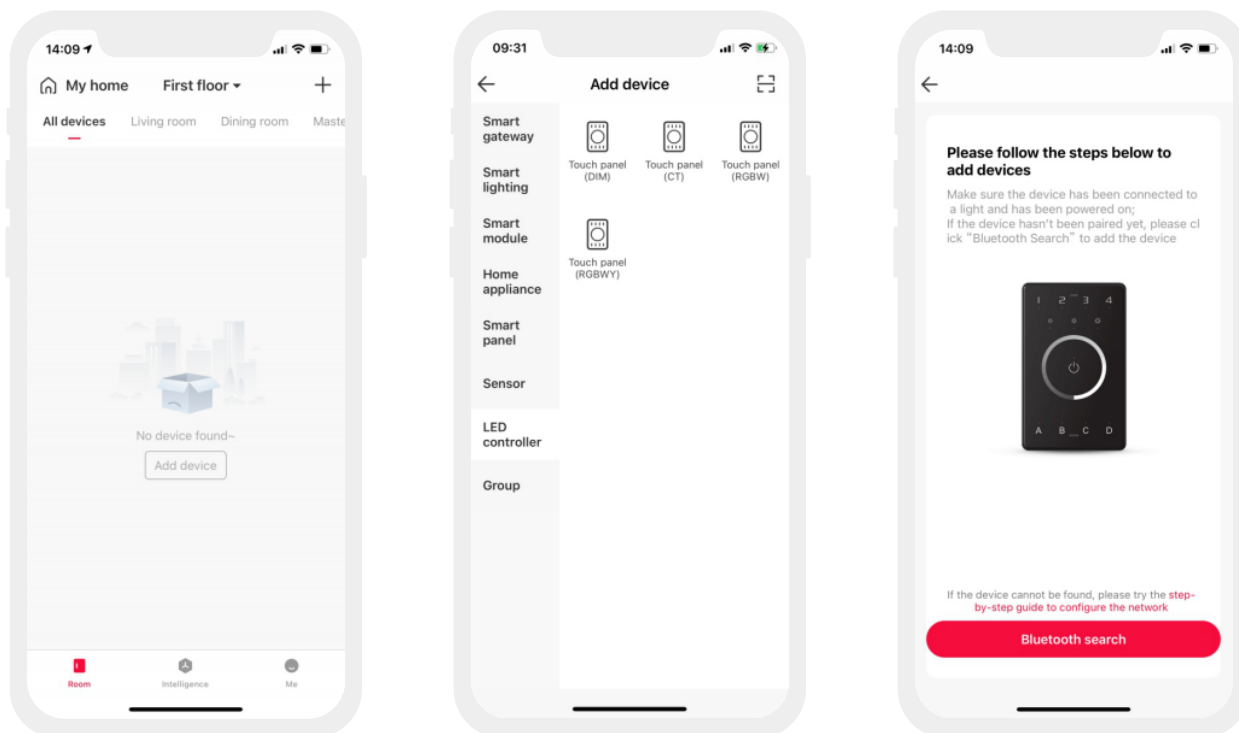 14:09
My home
First floor
All devices
Living room
Dining room
Maste
No device found~
Add device
Room
Intelligence
Me
09:31
Add device
Smart
gateway
Smart
lighting
Smart
module
Home
appliance
Smart
panel
Sensor
LED
controller
Group
Touch panel
(DIM)
Touch panel
(CT)
Touch panel
(RGBW)
Touch panel
(RGBWY)
14:09
Please follow the steps below to
add devices
Make sure the device has been connected to
a light and has been powered on;
If the device hasn't been paired yet, please cl
ick “Bluetooth Search” to add the device
1 2 3 4
A B C D
If the device cannot be found, please try the step-
by-step guide to configure the network
Bluetooth search